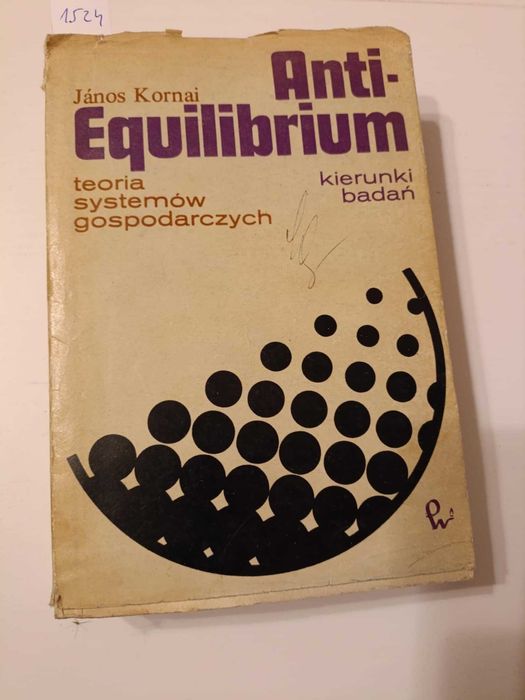 1524
János Kornai
Anti-
Equilibrium
teoria
systemów
gospodarczych
kierunki
badań